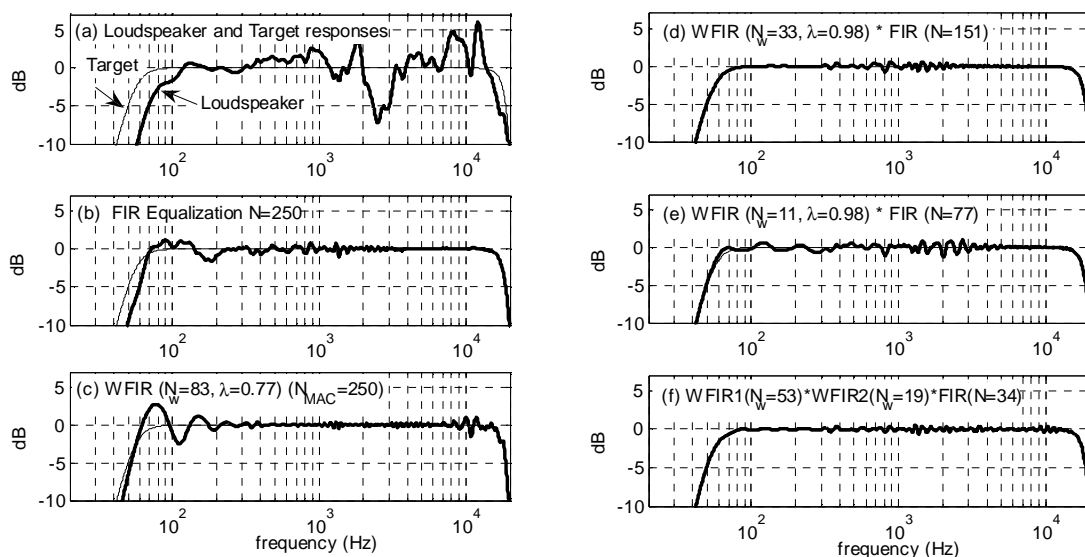 (a) Loudspeaker and Target responses
Target
Loudspeaker
dB
5
0
-5
-10
10^2
10^3
10^4
(b) FIR Equalization N=250
dB
5
0
-5
-10
10^2
10^3
10^4
(c) WFIR (N_w=83, λ=0.77) (N_MAC=250)
dB
5
0
-5
-10
10^2
10^3
10^4
frequency (Hz)
(d) WFIR (N_w=33, λ=0.98) * FIR (N=151)
dB
5
0
-5
-10
10^2
10^3
10^4
(e) WFIR (N_w=11, λ=0.98) * FIR (N=77)
dB
5
0
-5
-10
10^2
10^3
10^4
(f) WFIR1(N_w=53)*WFIR2(N_w=19)*FIR(N=34)
dB
5
0
-5
-10
10^2
10^3
10^4
frequency (Hz)